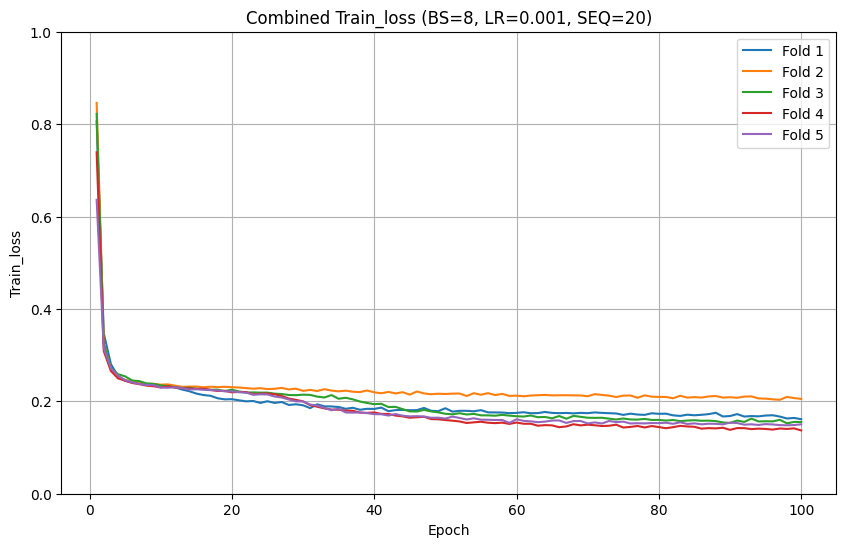 Combined Train_loss (BS=8, LR=0.001, SEQ=20)
1.0
0.8
0.6
0.4
0.2
0.0
Train_loss
Fold 1
Fold 2
Fold 3
Fold 4
Fold 5
0 20 40 60 80 100
Epoch